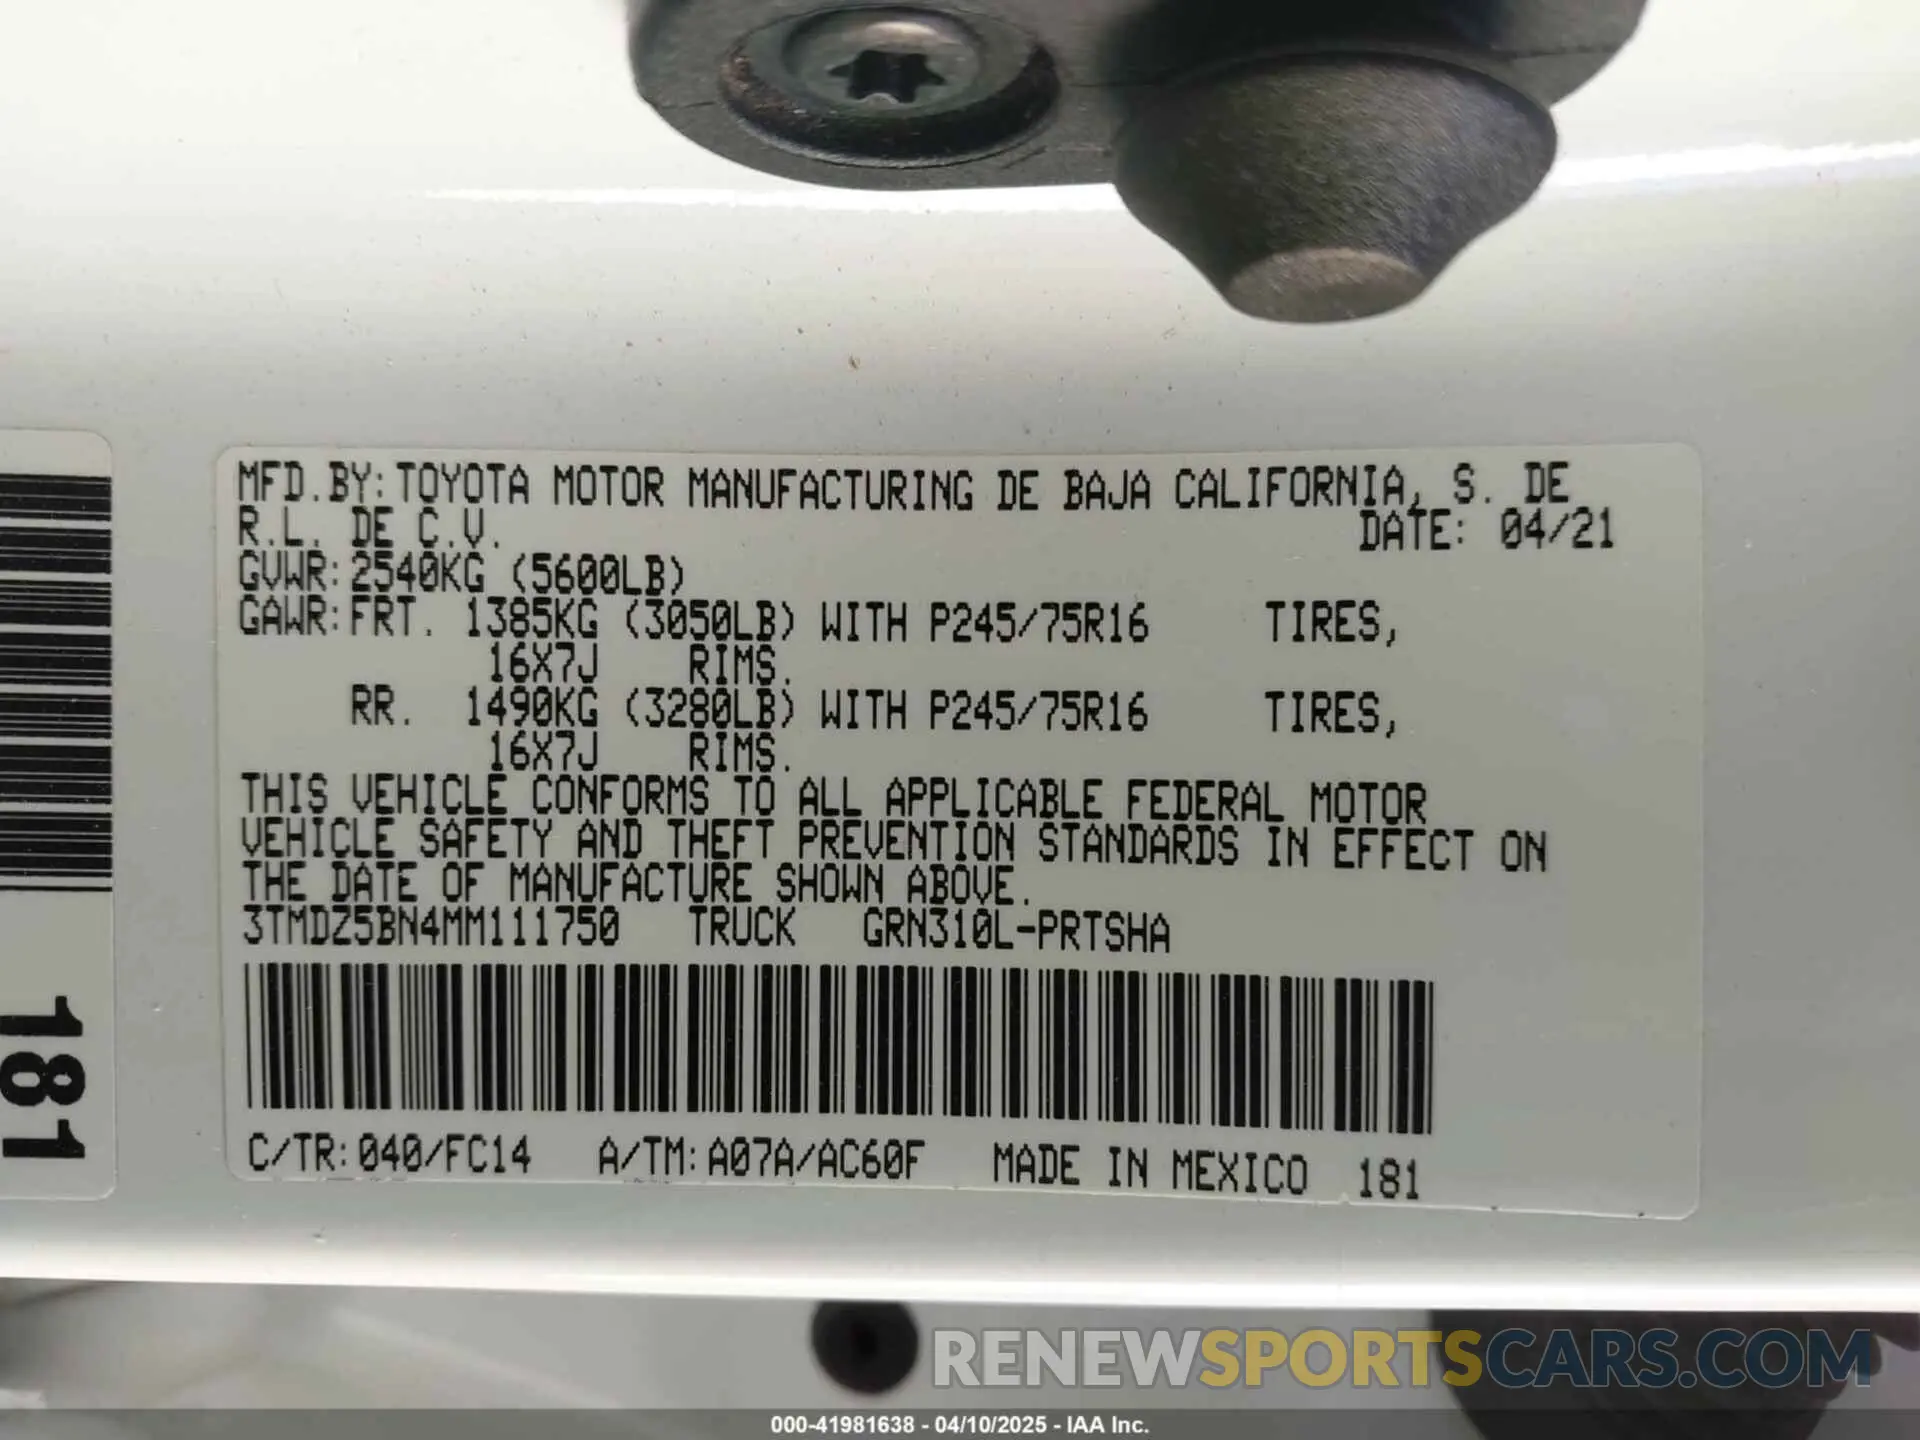 MFD.BY:TOYOTA MOTOR MANUFACTURING DE BAJA CALIFORNIA, S. DE
R.L. DE C.V. DATE: 04/21
GVWR:2540KG (5600LB)
GAWR:FRT. 1385KG (3050LB) WITH P245/75R16 TIRES,
16X7J RIMS.
RR. 1490KG (3280LB) WITH P245/75R16 TIRES,
16X7J RIMS.
THIS VEHICLE CONFORMS TO ALL APPLICABLE FEDERAL MOTOR
VEHICLE SAFETY AND THEFT PREVENTION STANDARDS IN EFFECT ON
THE DATE OF MANUFACTURE SHOWN ABOVE.
3TMDZ5BN4MM111750 TRUCK GRN310L-PRTSHA
C/TR:040/FC14 A/TM:A07A/AC60F MADE IN MEXICO 181
181
RENEWSPORTSCARS.COM
000-41981638 - 04/10/2025 - IAA Inc.